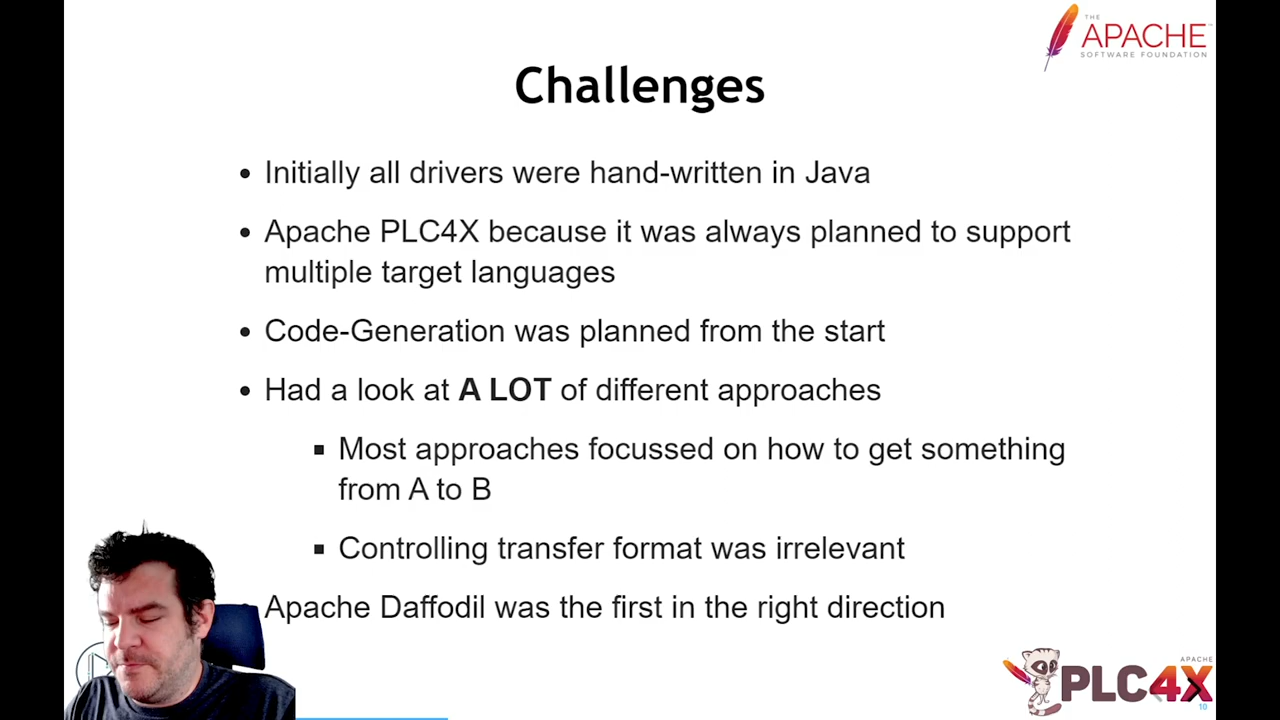 THE
APACHE
SOFTWARE FOUNDATION
Challenges
Initially all drivers were hand-written in Java
Apache PLC4X because it was always planned to support
multiple target languages
Code-Generation was planned from the start
Had a look at A LOT of different approaches
Most approaches focussed on how to get something
from A to B
Controlling transfer format was irrelevant
Apache Daffodil was the first in the right direction
APACHE
PLC4X
10